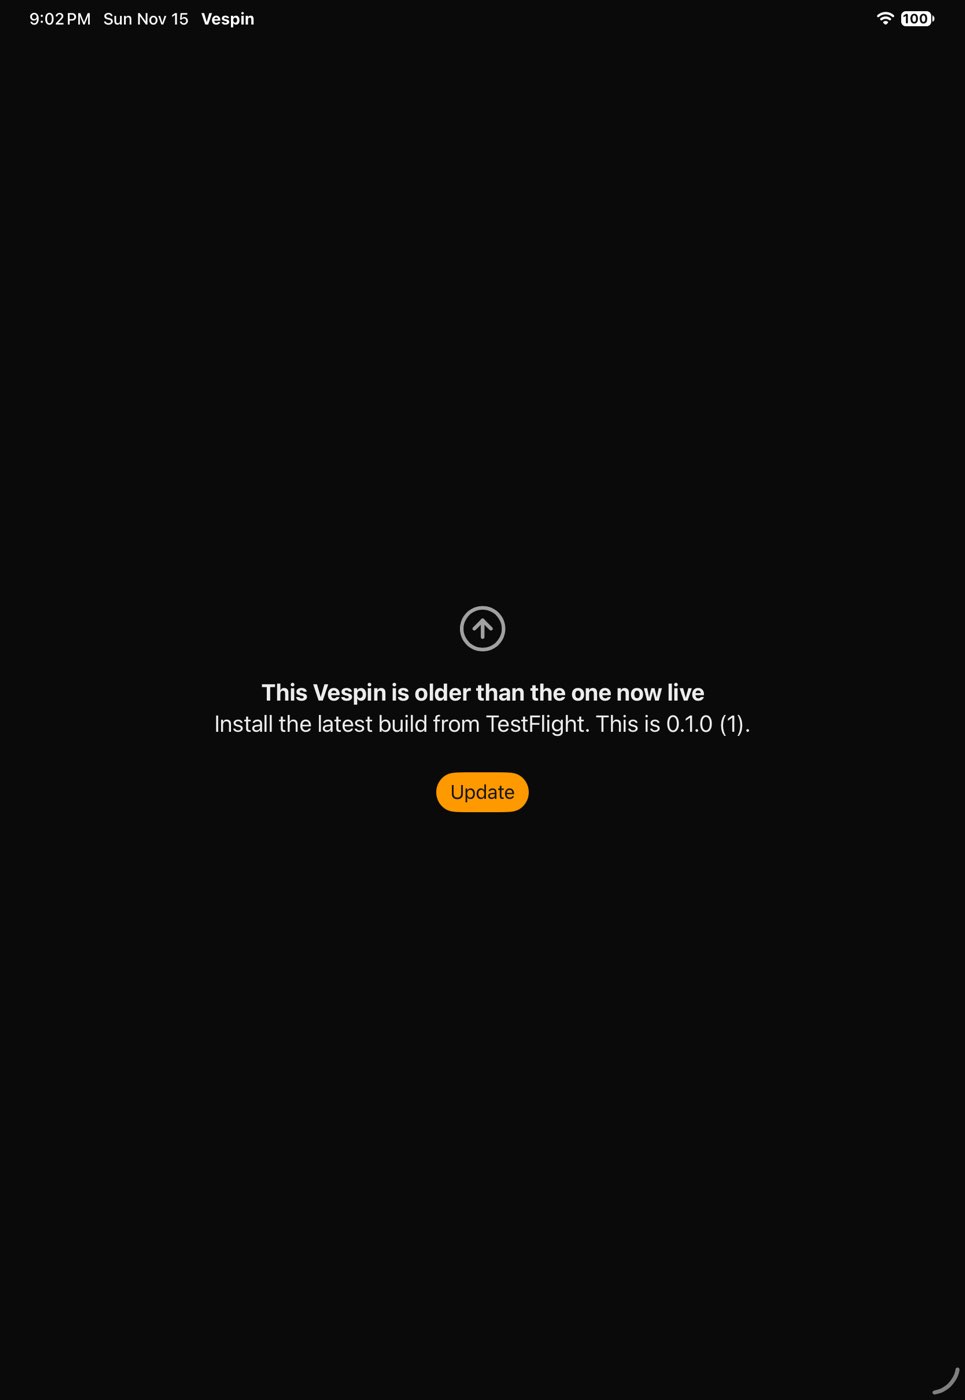 9:02 PM Sun Nov 15 Vespin 100
This Vespin is older than the one now live
Install the latest build from TestFlight. This is 0.1.0 (1).
Update